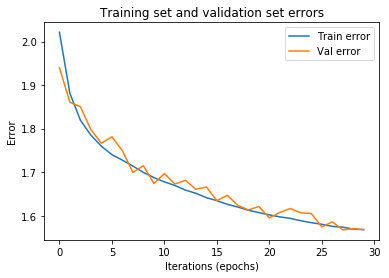 Training set and validation set errors
Train error
Val error
2.0
1.9
1.8
1.7
1.6
Error
0 5 10 15 20 25 30
Iterations (epochs)